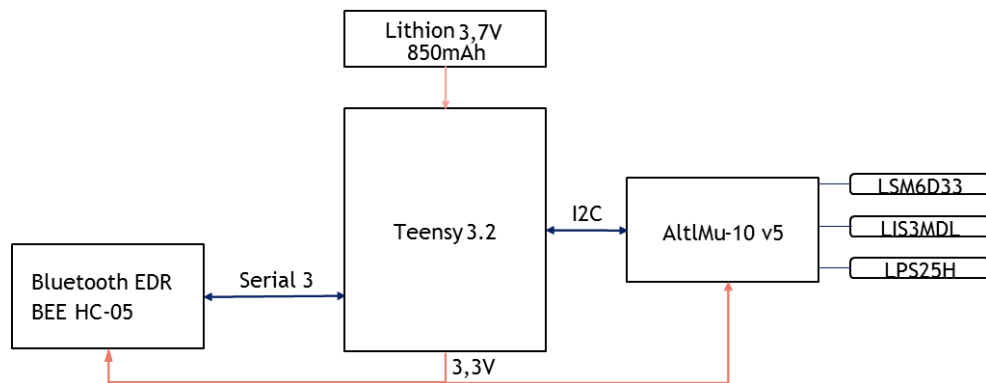 Lithion 3,7V
850mAh
LSM6D33
I2C
Teensy 3.2
AltlMu-10 v5
LIS3MDL
LPS25H
Bluetooth EDR
BEE HC-05
Serial 3
3,3V